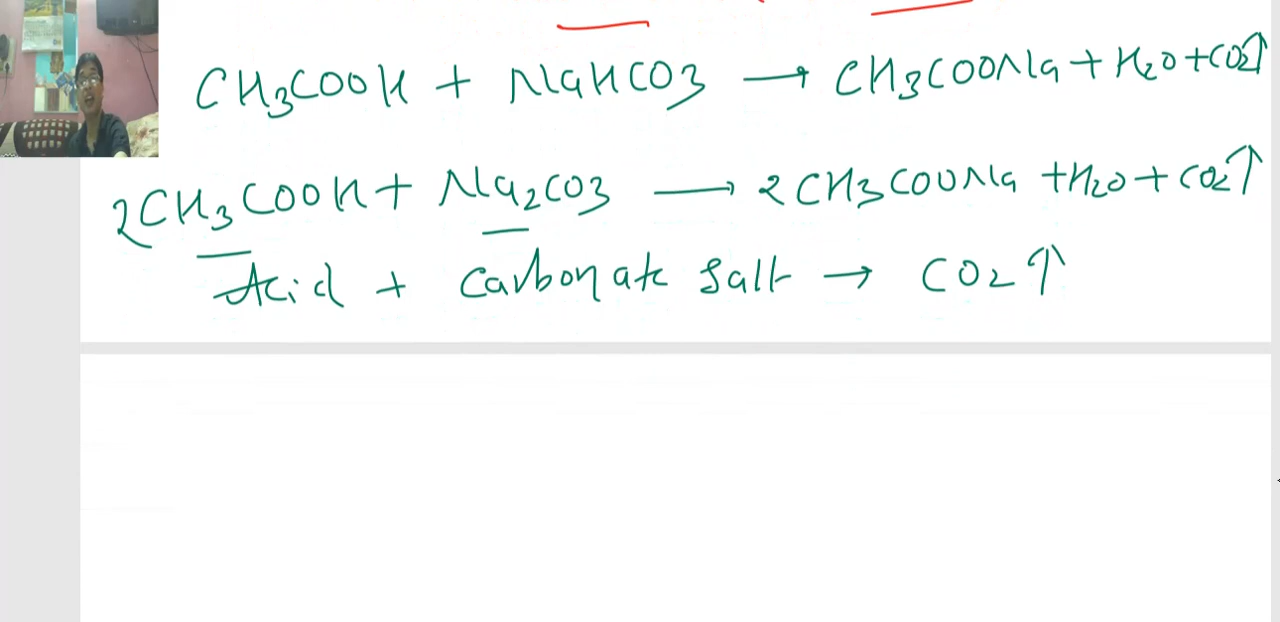 CH3COOH + NaHCO3 → CH3COONa + H2O + CO2↑
2CH3COOH + Na2CO3 → 2CH3COONa + H2O + CO2↑
Acid + Carbonate Salt → CO2↑